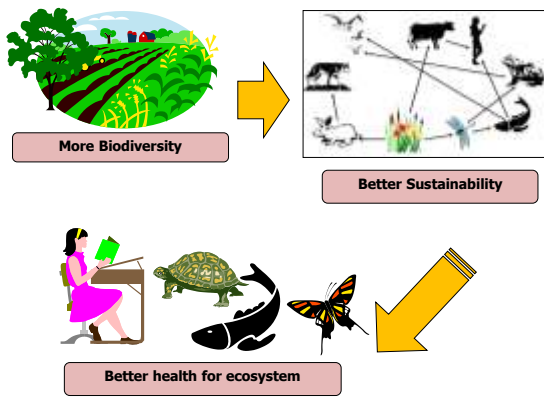 More Biodiversity
Better Sustainability
Better health for ecosystem